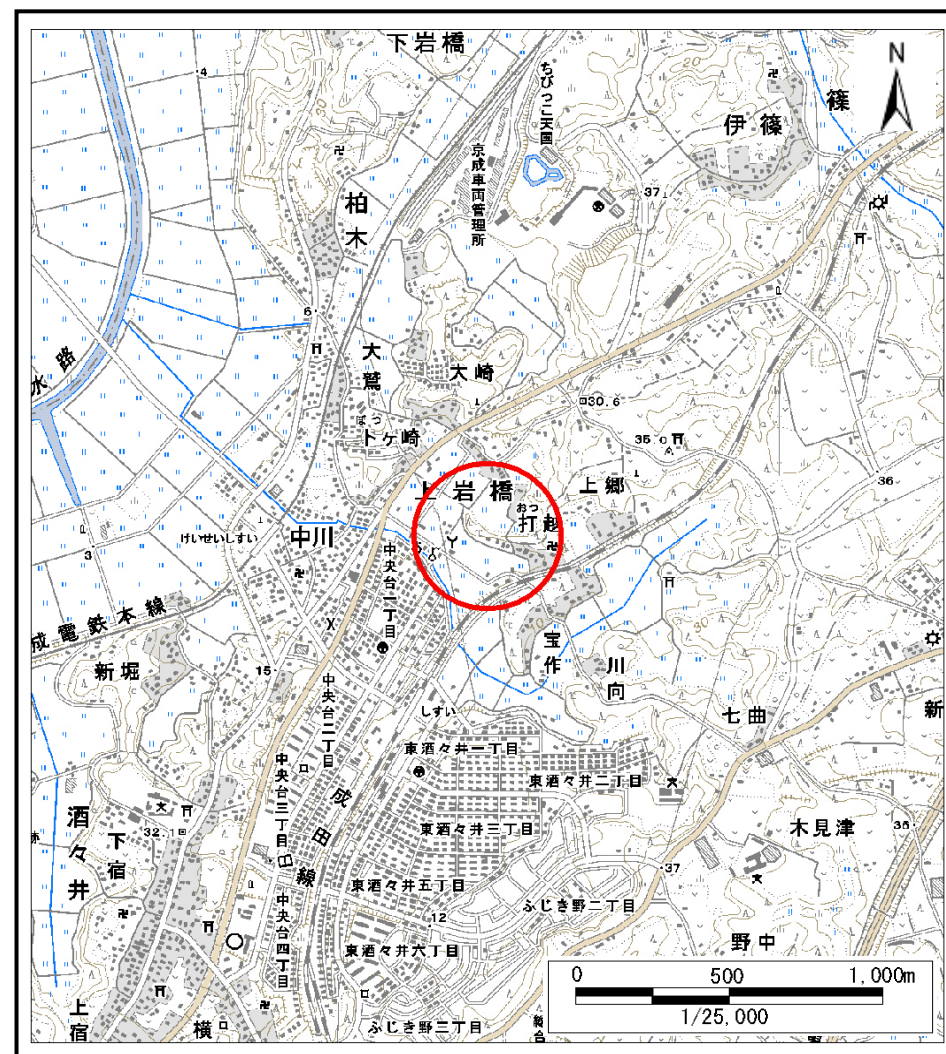 下岩橋
4
ちびっこ天国
京成車両管理所
N
篠
伊篠
37
柏木
6
大鷲
大崎
ぼっ
卜ヶ崎
30.6
35.0
上岩橋
上郷
おっ
打越
36
水路
3
けいせいしすい
中川
中央台一丁目
成電鉄本線
新堀
15
宝作
川向
七曲
新
中央台二丁目
しすい
東酒々井一丁目
東酒々井二丁目
中央台三丁目
成田線
東酒々井三丁目
木見津
35
酒々井
下宿
32
東酒々井五丁目
37
ふじき野二丁目
中央台四丁目
12
東酒々井六丁目
野中
上宿
横
ふじき野三丁目
0 500 1,000m
1/25,000